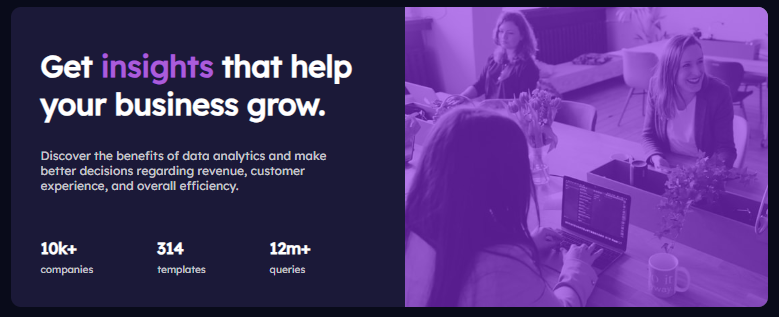 Get insights that help
your business grow.
Discover the benefits of data analytics and make
better decisions regarding revenue, customer
experience, and overall efficiency.
10k+ 314 12m+
companies templates queries